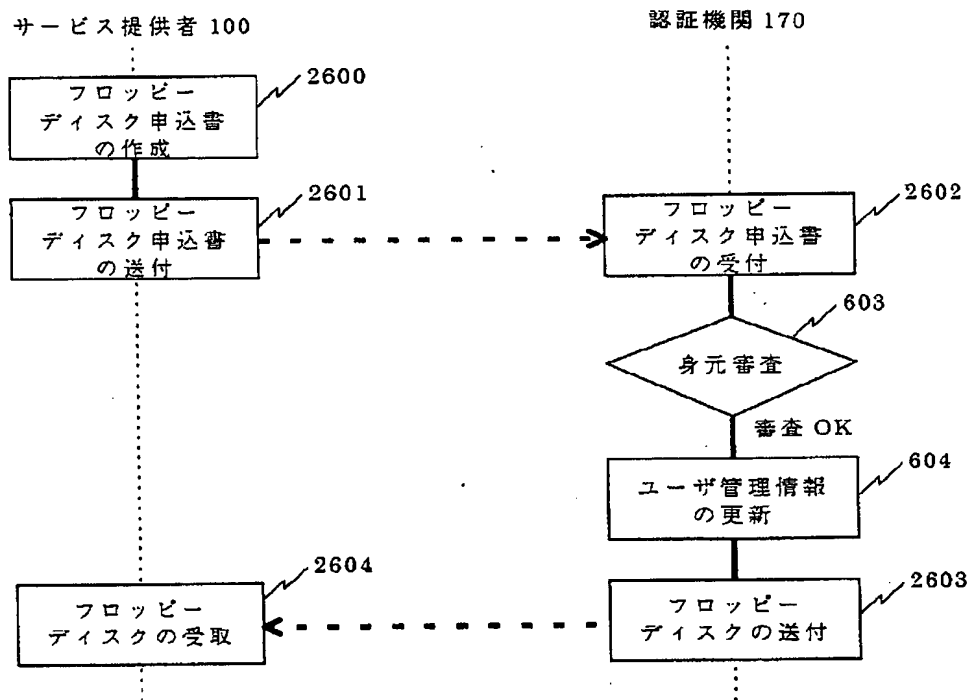 サービス提供者 100
認証機関 170
2600
フロッピー
ディスク申込書
の作成
2601
フロッピー
ディスク申込書
の送付
2602
フロッピー
ディスク申込書
の受付
603
身元審査
審査 OK
604
ユーザ管理情報
の更新
2604
フロッピー
ディスクの受取
2603
フロッピー
ディスクの送付